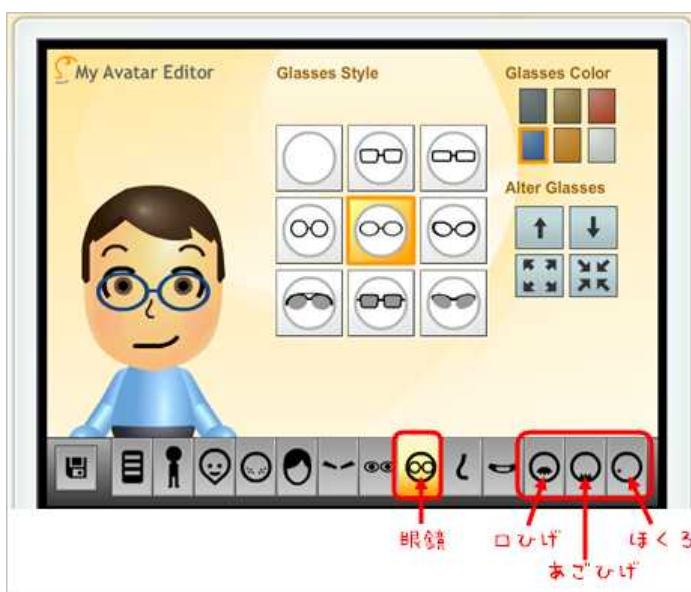 My Avatar Editor
Glasses Style
Glasses Color
Alter Glasses
眼鏡
口ひげ
ほくろ
あごひげ